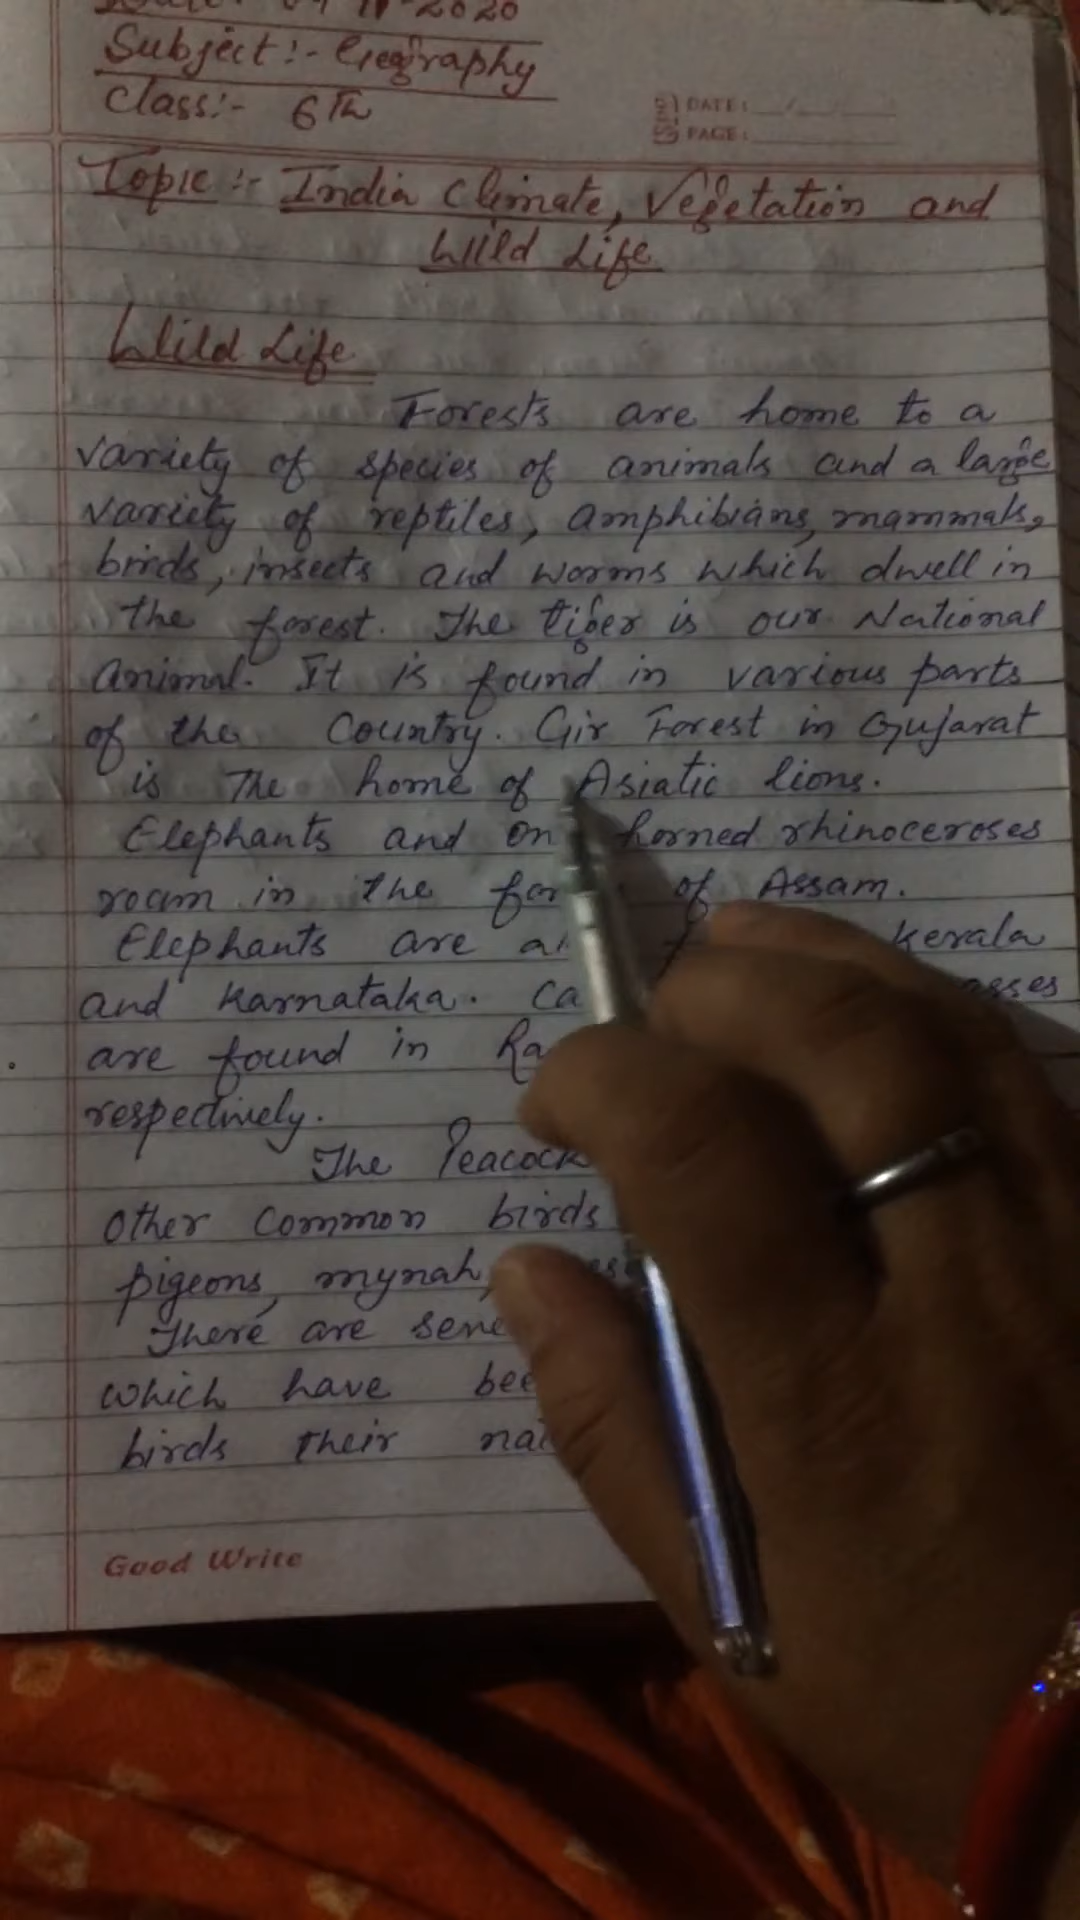 11-2020
Subject:- Geography
Class:- 6Th
DATE:
PAGE:
Topic:- India Climate, Vegetation and
Wild Life
Wild Life
Forests are home to a
variety of species of animals and a large
variety of reptiles, amphibians, mammals,
birds, insects and worms which dwell in
the forest. The tiger is our National
animal. It is found in various parts
of the Country. Gir Forest in Gujarat
is The home of Asiatic lions.
Elephants and horned rhinoceroses
roam in the of Assam.
Elephants are Kerala
and Karnataka.
are found in
respectively.
The Peacock
Other Common birds
pigeons, mynah,
There are
which have
birds their
Good Write